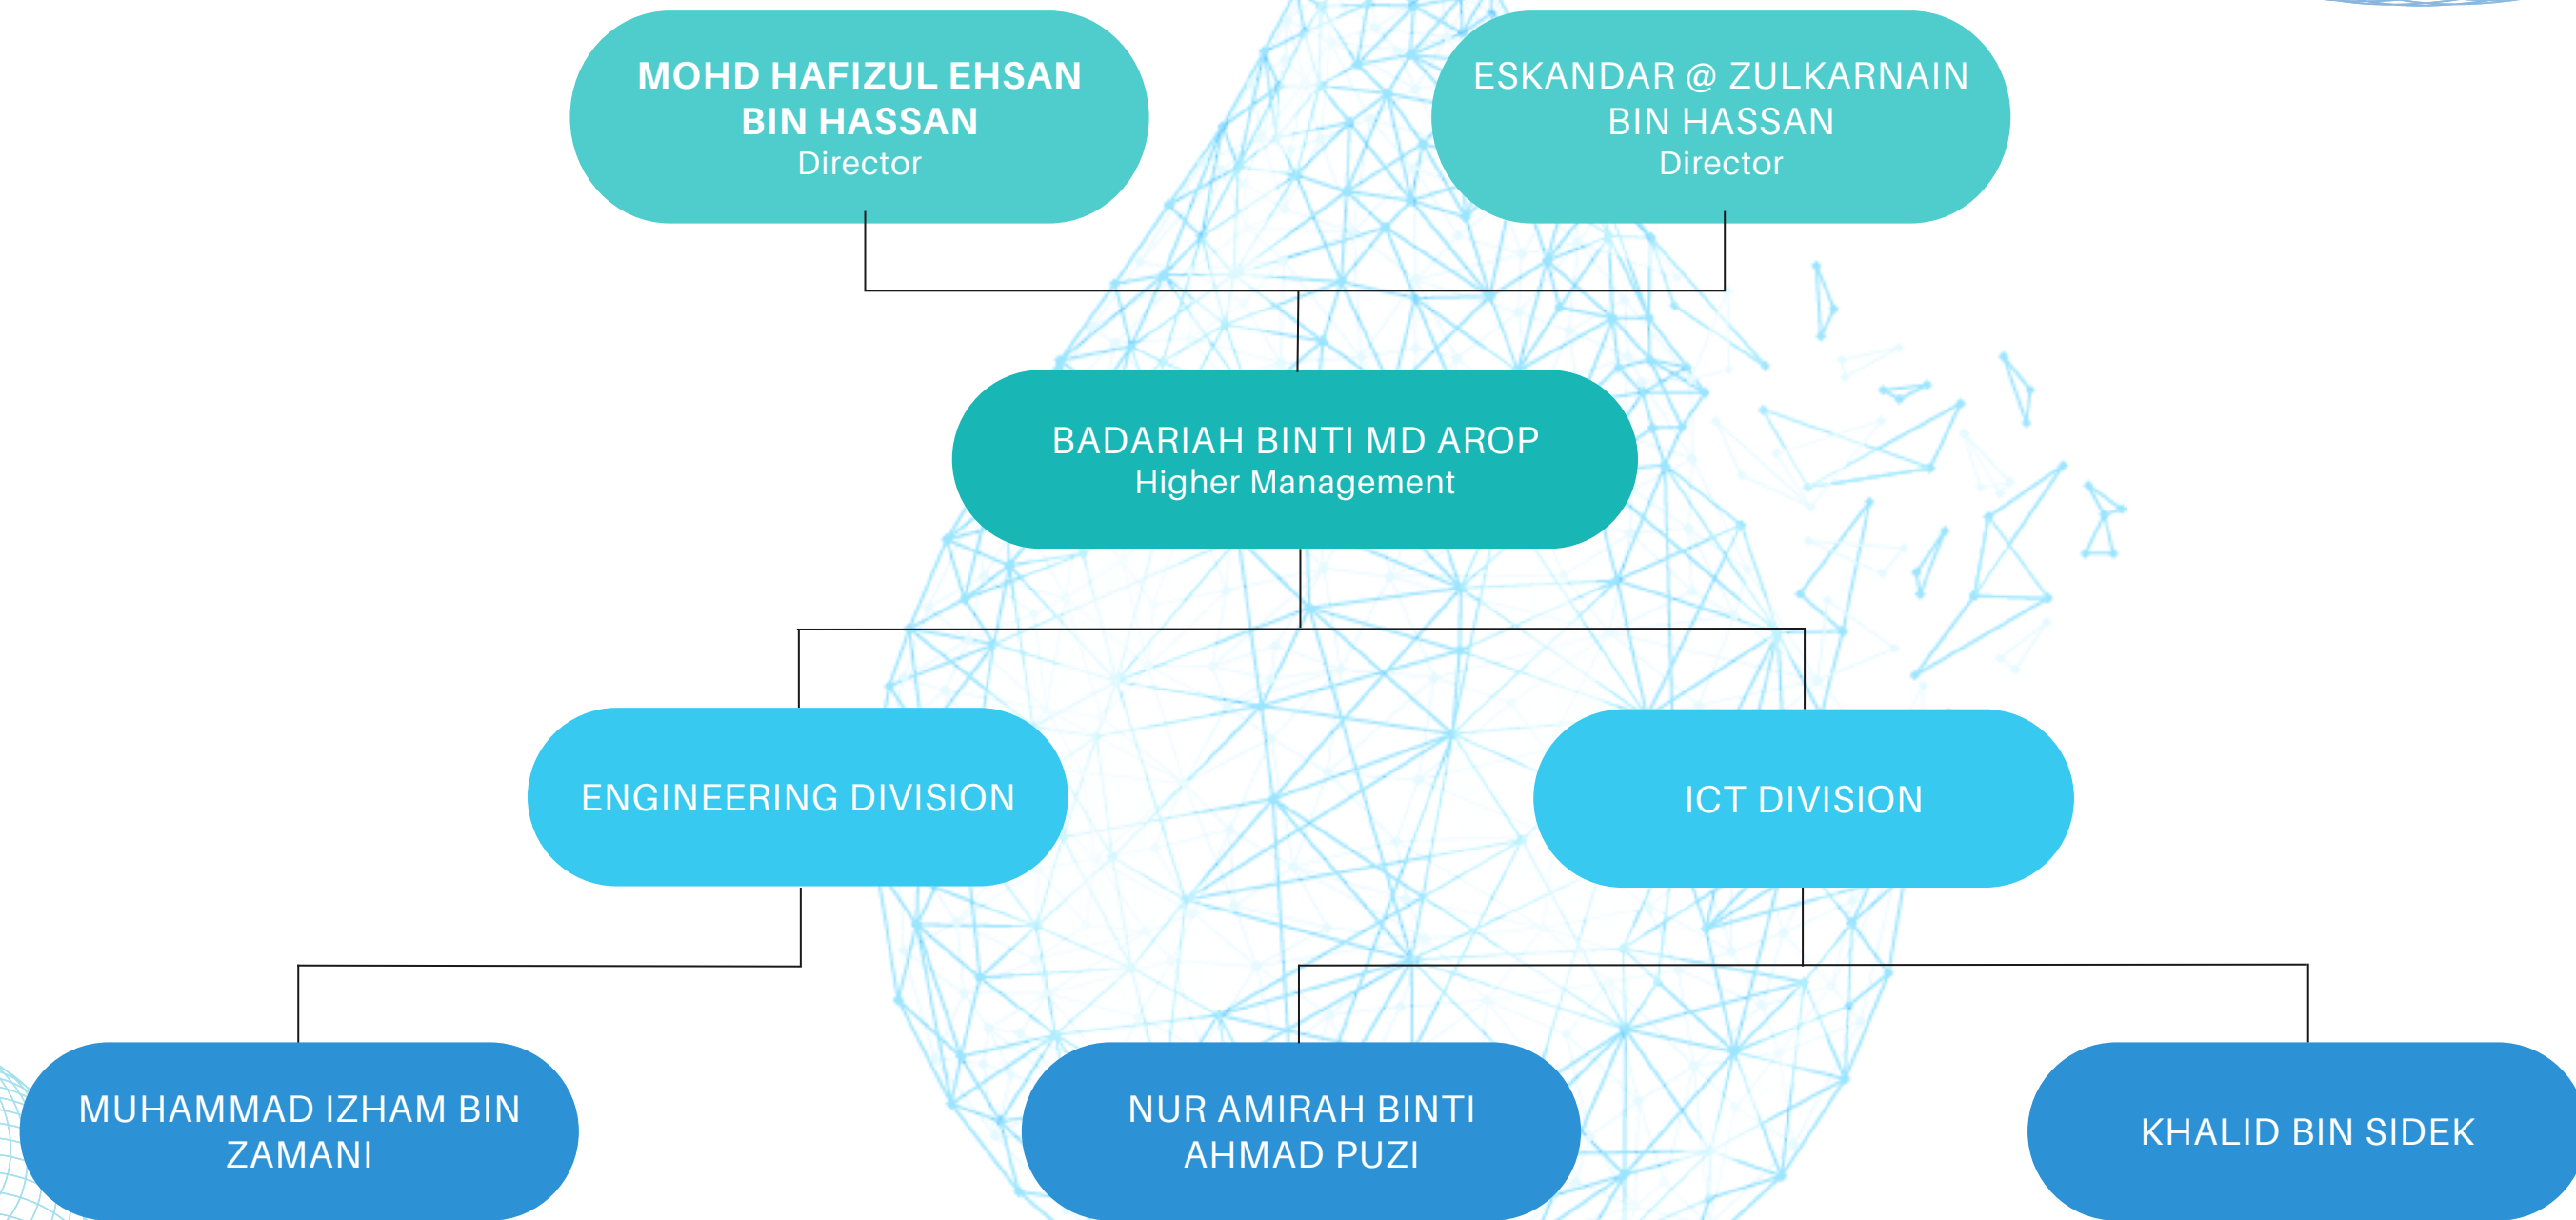 MOHD HAFIZUL EHSAN
BIN HASSAN
Director
ESKANDAR @ ZULKARNAIN
BIN HASSAN
Director
BADARIAH BINTI MD AROP
Higher Management
ENGINEERING DIVISION
ICT DIVISION
MUHAMMAD IZHAM BIN
ZAMANI
NUR AMIRAH BINTI
AHMAD PUZI
KHALID BIN SIDEK